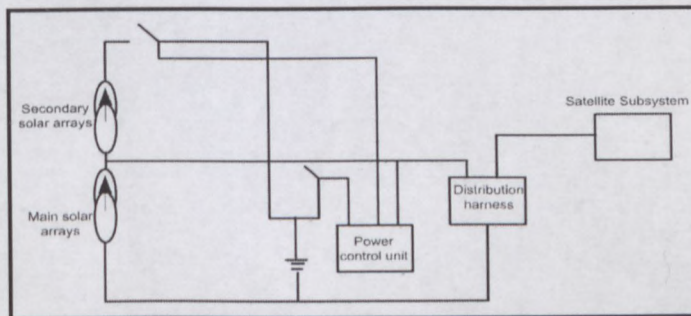 Secondary
solar arrays
Main solar
arrays
Power
control unit
Distribution
harness
Satellite Subsystem